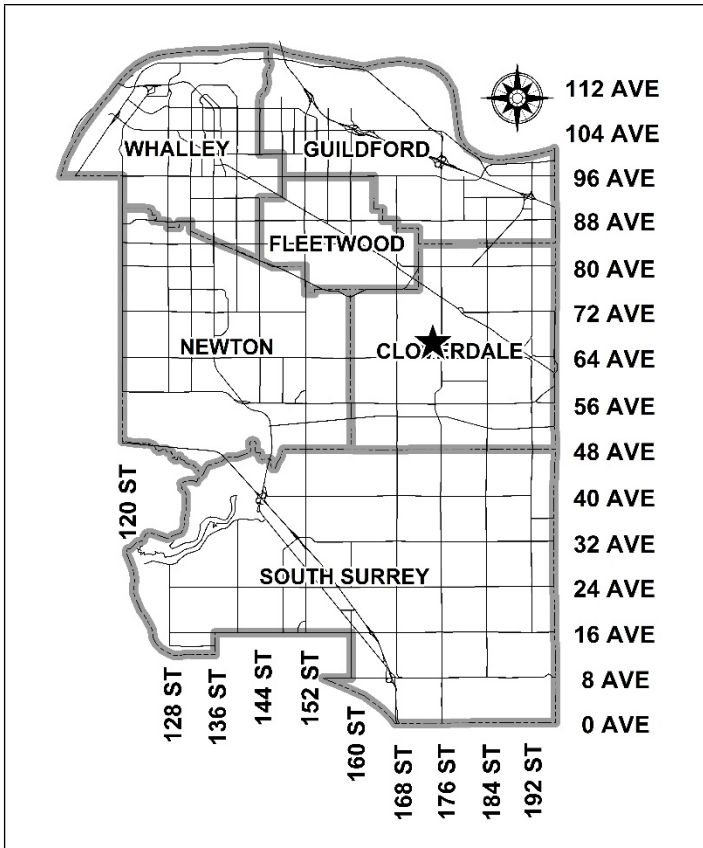 112 AVE
104 AVE
WHALLEY
GUILDFORD
96 AVE
88 AVE
FLEETWOOD
80 AVE
72 AVE
NEWTON
CLOVERDALE
64 AVE
56 AVE
48 AVE
120 ST
40 AVE
32 AVE
SOUTH SURREY
24 AVE
16 AVE
128 ST
136 ST
144 ST
152 ST
8 AVE
160 ST
0 AVE
168 ST
176 ST
184 ST
192 ST